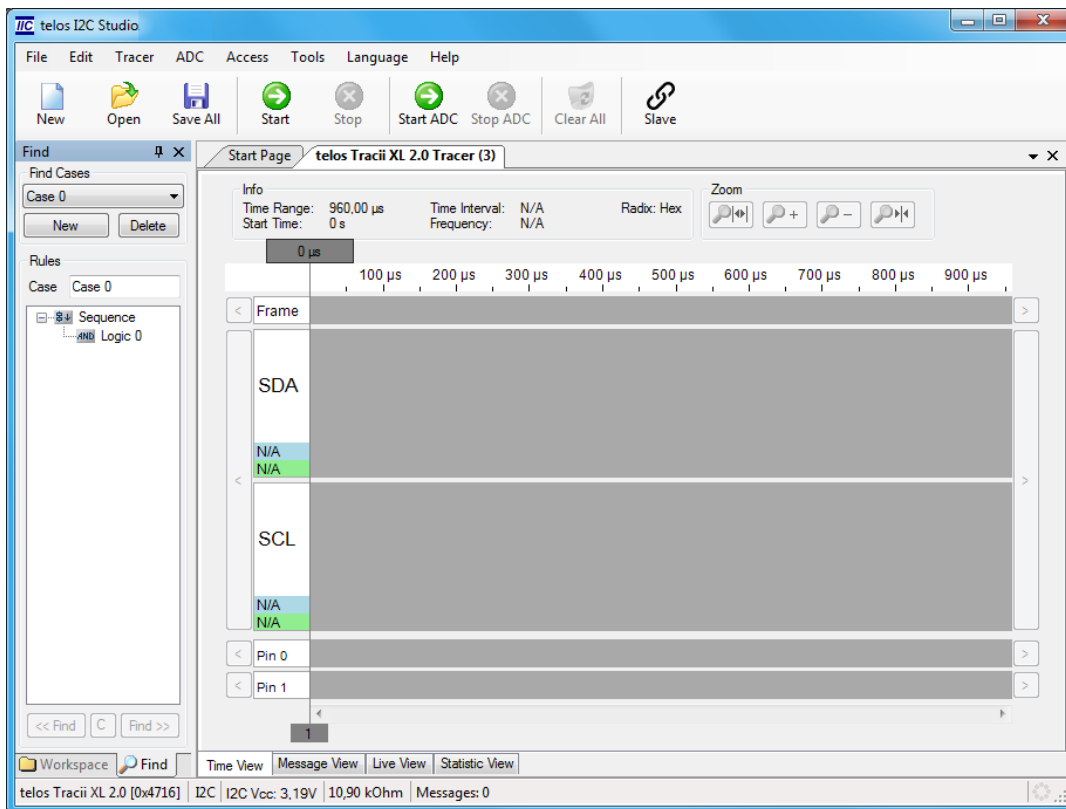 IIC telos I2C Studio
File Edit Tracer ADC Access Tools Language Help
New Open Save All Start Stop Start ADC Stop ADC Clear All Slave
Find
Find Cases
Case 0
New Delete
Rules
Case Case 0
Sequence
AND Logic 0
<< Find C Find >>
Workspace Find
Start Page telos Tracii XL 2.0 Tracer (3)
Info
Time Range: 960,00 µs Time Interval: N/A Radix: Hex
Start Time: 0 s Frequency: N/A
Zoom
0 µs
100 µs 200 µs 300 µs 400 µs 500 µs 600 µs 700 µs 800 µs 900 µs
< Frame >
SDA
N/A
N/A
< >
SCL
N/A
N/A
< Pin 0 >
< Pin 1 >
1
Time View Message View Live View Statistic View
telos Tracii XL 2.0 [0x4716] I2C I2C Vcc: 3,19V 10,90 kOhm Messages: 0